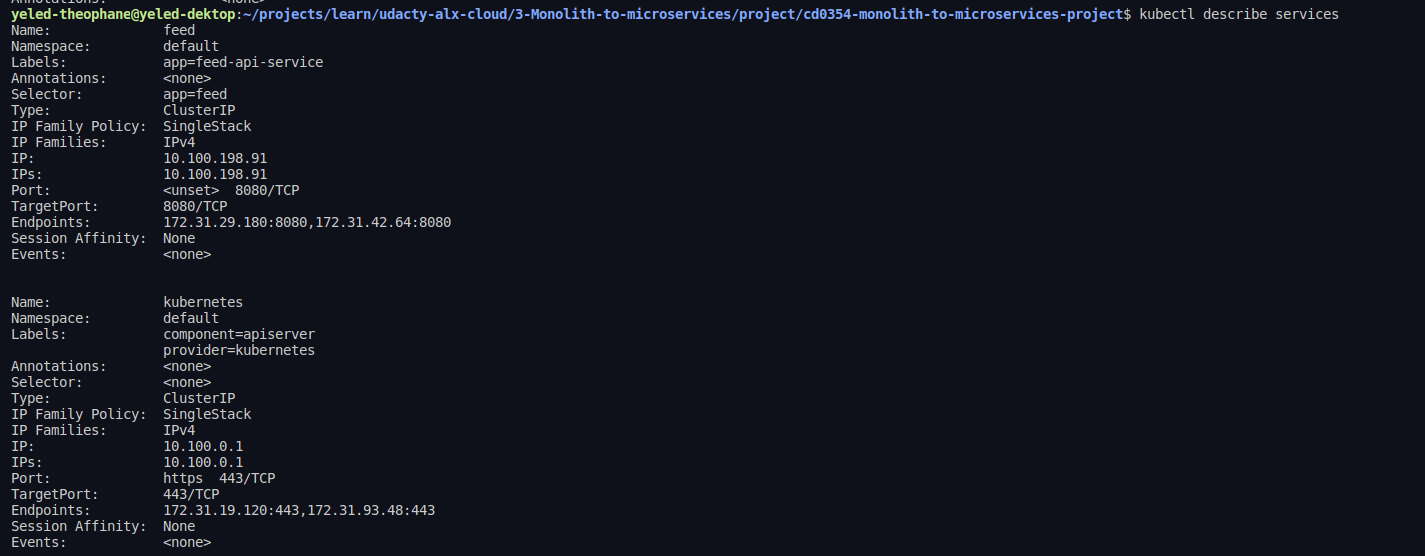 yeled-theophane@yeled-dektop:~/projects/learn/udacty-alx-cloud/3-Monolith-to-microservices/project/cd0354-monolith-to-microservices-project$ kubectl describe services
Name:              feed
Namespace:         default
Labels:            app=feed-api-service
Annotations:       <none>
Selector:          app=feed
Type:              ClusterIP
IP Family Policy:  SingleStack
IP Families:       IPv4
IP:                10.100.198.91
IPs:               10.100.198.91
Port:              <unset>  8080/TCP
TargetPort:        8080/TCP
Endpoints:         172.31.29.180:8080,172.31.42.64:8080
Session Affinity:  None
Events:            <none>
Name:              kubernetes
Namespace:         default
Labels:            component=apiserver
                   provider=kubernetes
Annotations:       <none>
Selector:          <none>
Type:              ClusterIP
IP Family Policy:  SingleStack
IP Families:       IPv4
IP:                10.100.0.1
IPs:               10.100.0.1
Port:              https  443/TCP
TargetPort:        443/TCP
Endpoints:         172.31.19.120:443,172.31.93.48:443
Session Affinity:  None
Events:            <none>